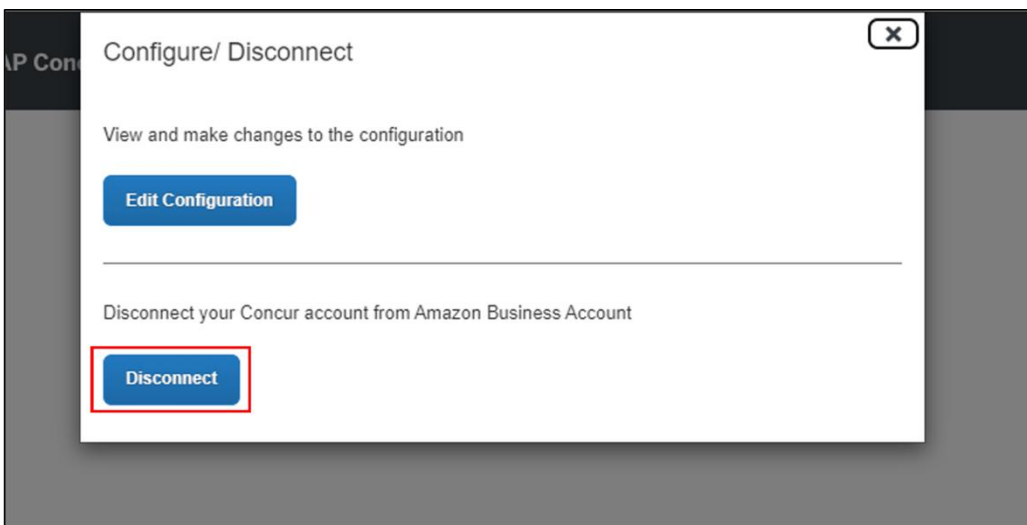 Configure/ Disconnect
AP Conc
View and make changes to the configuration
Edit Configuration
Disconnect your Concur account from Amazon Business Account
Disconnect